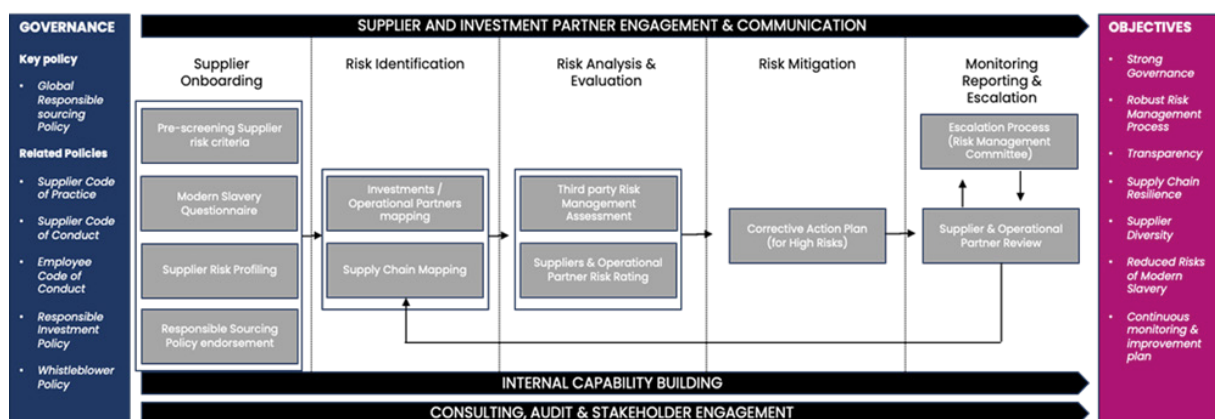 GOVERNANCE
Key policy
• Global
Responsible
sourcing
Policy
Related Policies
• Supplier Code
of Practice
• Supplier Code
of Conduct
• Employee
Code of
Conduct
• Responsible
Investment
Policy
• Whistleblower
Policy
SUPPLIER AND INVESTMENT PARTNER ENGAGEMENT & COMMUNICATION
Supplier
Onboarding
Pre-screening Supplier
risk criteria
Modern Slavery
Questionnaire
Supplier Risk Profiling
Responsible Sourcing
Policy endorsement
Risk Identification
Investments /
Operational Partners
mapping
Supply Chain Mapping
Risk Analysis &
Evaluation
Third party Risk
Management
Assessment
Suppliers & Operational
Partner Risk Rating
Risk Mitigation
Corrective Action Plan
(for High Risks)
Monitoring
Reporting &
Escalation
Escalation Process
(Risk Management
Committee)
Supplier & Operational
Partner Review
INTERNAL CAPABILITY BUILDING
CONSULTING, AUDIT & STAKEHOLDER ENGAGEMENT
OBJECTIVES
• Strong
Governance
• Robust Risk
Management
Process
• Transparency
• Supply Chain
Resilience
• Supplier
Diversity
• Reduced Risks
of Modern
Slavery
• Continuous
monitoring &
improvement
plan